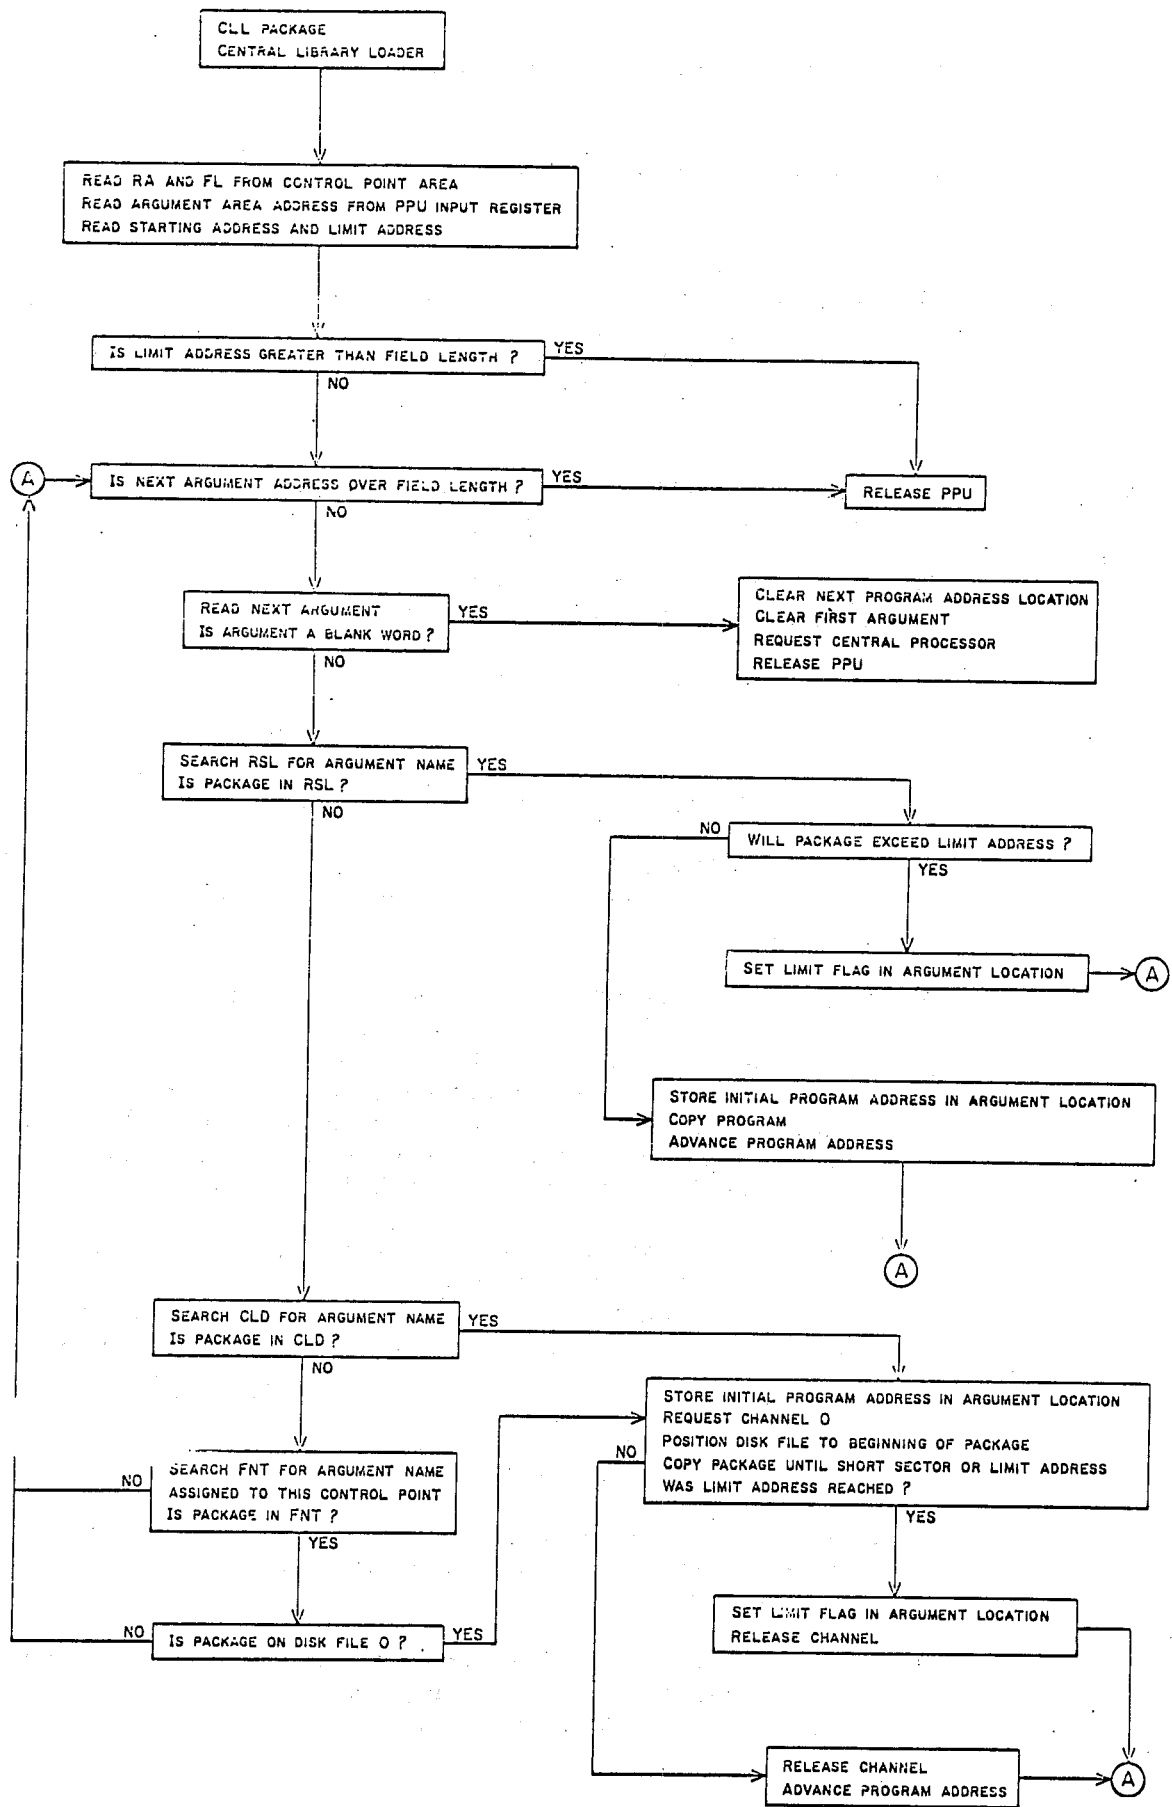 CLL PACKAGE
CENTRAL LIBRARY LOADER
READ RA AND FL FROM CONTROL POINT AREA
READ ARGUMENT AREA ADDRESS FROM PPU INPUT REGISTER
READ STARTING ADDRESS AND LIMIT ADDRESS
IS LIMIT ADDRESS GREATER THAN FIELD LENGTH ?
YES
NO
A
IS NEXT ARGUMENT ADDRESS OVER FIELD LENGTH ?
YES
NO
RELEASE PPU
READ NEXT ARGUMENT
IS ARGUMENT A BLANK WORD ?
YES
NO
CLEAR NEXT PROGRAM ADDRESS LOCATION
CLEAR FIRST ARGUMENT
REQUEST CENTRAL PROCESSOR
RELEASE PPU
SEARCH RSL FOR ARGUMENT NAME
IS PACKAGE IN RSL ?
YES
NO
NO
WILL PACKAGE EXCEED LIMIT ADDRESS ?
YES
SET LIMIT FLAG IN ARGUMENT LOCATION
A
STORE INITIAL PROGRAM ADDRESS IN ARGUMENT LOCATION
COPY PROGRAM
ADVANCE PROGRAM ADDRESS
A
SEARCH CLD FOR ARGUMENT NAME
IS PACKAGE IN CLD ?
YES
NO
STORE INITIAL PROGRAM ADDRESS IN ARGUMENT LOCATION
REQUEST CHANNEL 0
POSITION DISK FILE TO BEGINNING OF PACKAGE
COPY PACKAGE UNTIL SHORT SECTOR OR LIMIT ADDRESS
WAS LIMIT ADDRESS REACHED ?
NO
YES
NO
SEARCH FNT FOR ARGUMENT NAME
ASSIGNED TO THIS CONTROL POINT
IS PACKAGE IN FNT ?
YES
NO
IS PACKAGE ON DISK FILE 0 ?
YES
SET LIMIT FLAG IN ARGUMENT LOCATION
RELEASE CHANNEL
RELEASE CHANNEL
ADVANCE PROGRAM ADDRESS
A